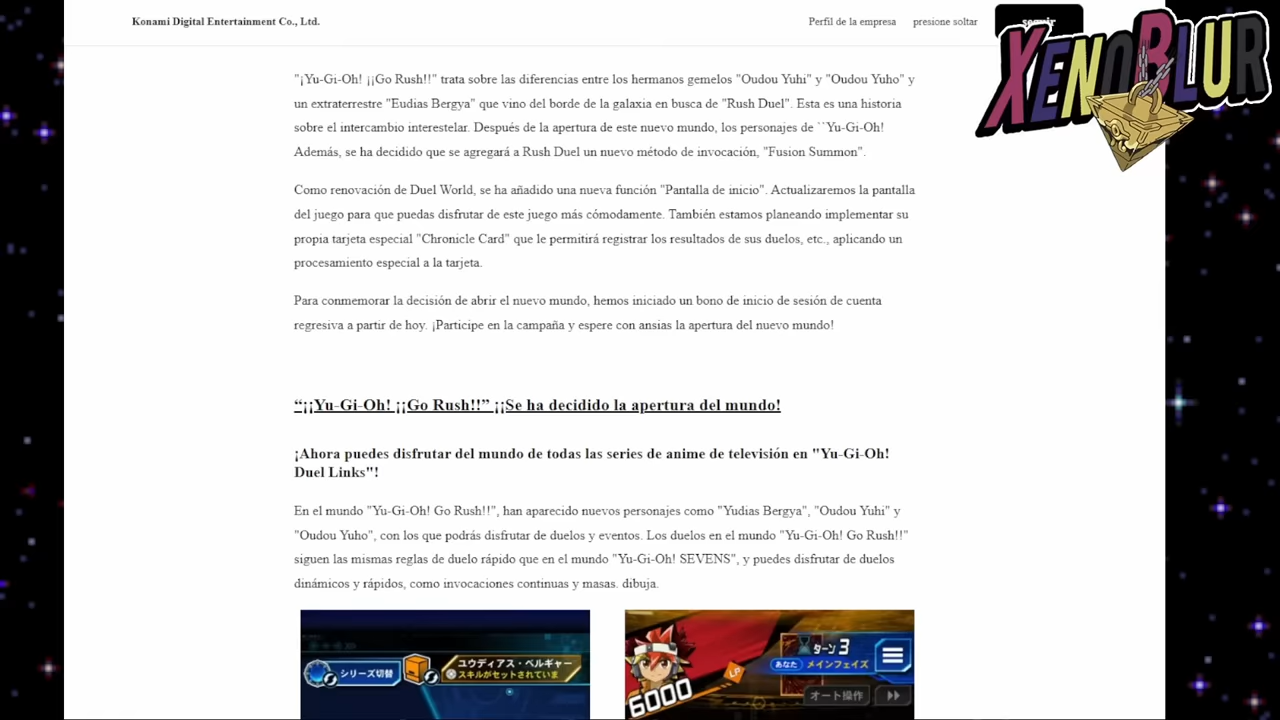 Konami Digital Entertainment Co., Ltd.
Perfil de la empresa
presione soltar
XENOBLUR
"¡Yu-Gi-Oh! ¡¡Go Rush!!" trata sobre las diferencias entre los hermanos gemelos "Oudou Yuhi" y "Oudou Yuho" y
un extraterrestre "Eudias Bergya" que vino del borde de la galaxia en busca de "Rush Duel". Esta es una historia
sobre el intercambio interestelar. Después de la apertura de este nuevo mundo, los personajes de ``Yu-Gi-Oh!
Además, se ha decidido que se agregará a Rush Duel un nuevo método de invocación, "Fusion Summon".
Como renovación de Duel World, se ha añadido una nueva función "Pantalla de inicio". Actualizaremos la pantalla
del juego para que puedas disfrutar de este juego más cómodamente. También estamos planeando implementar su
propia tarjeta especial "Chronicle Card" que le permitirá registrar los resultados de sus duelos, etc., aplicando un
procesamiento especial a la tarjeta.
Para conmemorar la decisión de abrir el nuevo mundo, hemos iniciado un bono de inicio de sesión de cuenta
regresiva a partir de hoy. ¡Participe en la campaña y espere con ansias la apertura del nuevo mundo!
“¡¡Yu-Gi-Oh! ¡¡Go Rush!!” ¡¡Se ha decidido la apertura del mundo!
¡Ahora puedes disfrutar del mundo de todas las series de anime de televisión en "Yu-Gi-Oh!
Duel Links"!
En el mundo "Yu-Gi-Oh! Go Rush!!", han aparecido nuevos personajes como "Yudias Bergya", "Oudou Yuhi" y
"Oudou Yuho", con los que podrás disfrutar de duelos y eventos. Los duelos en el mundo "Yu-Gi-Oh! Go Rush!!"
siguen las mismas reglas de duelo rápido que en el mundo "Yu-Gi-Oh! SEVENS", y puedes disfrutar de duelos
dinámicos y rápidos, como invocaciones continuas y masas. dibuja.
シリーズ切替
ユウディアス・ベルギャー
スキルがセットされていま
LP
6000
ターン 3
あなた メインフェイズ
オート操作